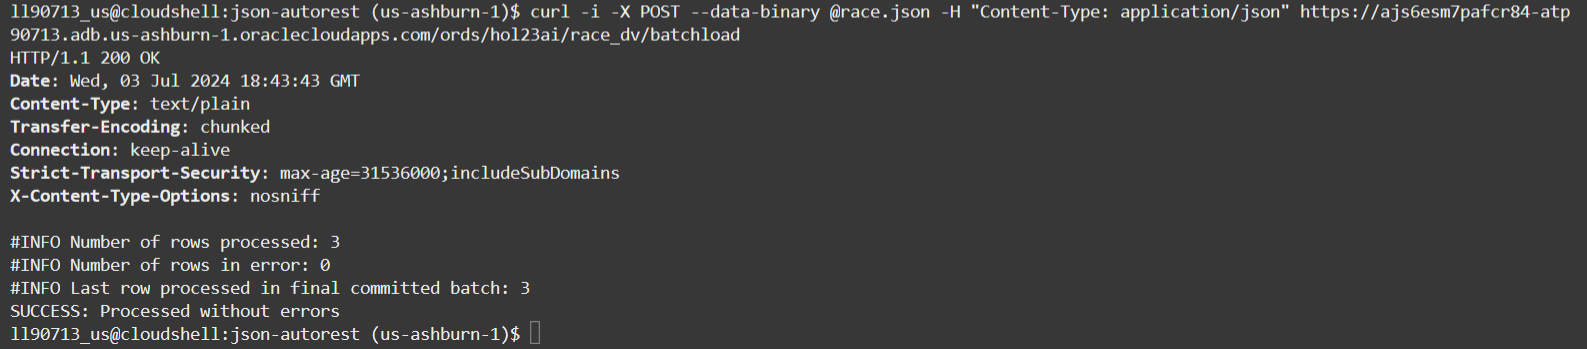 ll90713_us@cloudshell:json-autorest (us-ashburn-1)$ curl -i -X POST --data-binary @race.json -H "Content-Type: application/json" https://ajs6esm7pafcr84-atp
90713.adb.us-ashburn-1.oraclecloudapps.com/ords/hol23ai/race_dv/batchload
HTTP/1.1 200 OK
Date: Wed, 03 Jul 2024 18:43:43 GMT
Content-Type: text/plain
Transfer-Encoding: chunked
Connection: keep-alive
Strict-Transport-Security: max-age=31536000;includeSubDomains
X-Content-Type-Options: nosniff

#INFO Number of rows processed: 3
#INFO Number of rows in error: 0
#INFO Last row processed in final committed batch: 3
SUCCESS: Processed without errors
ll90713_us@cloudshell:json-autorest (us-ashburn-1)$